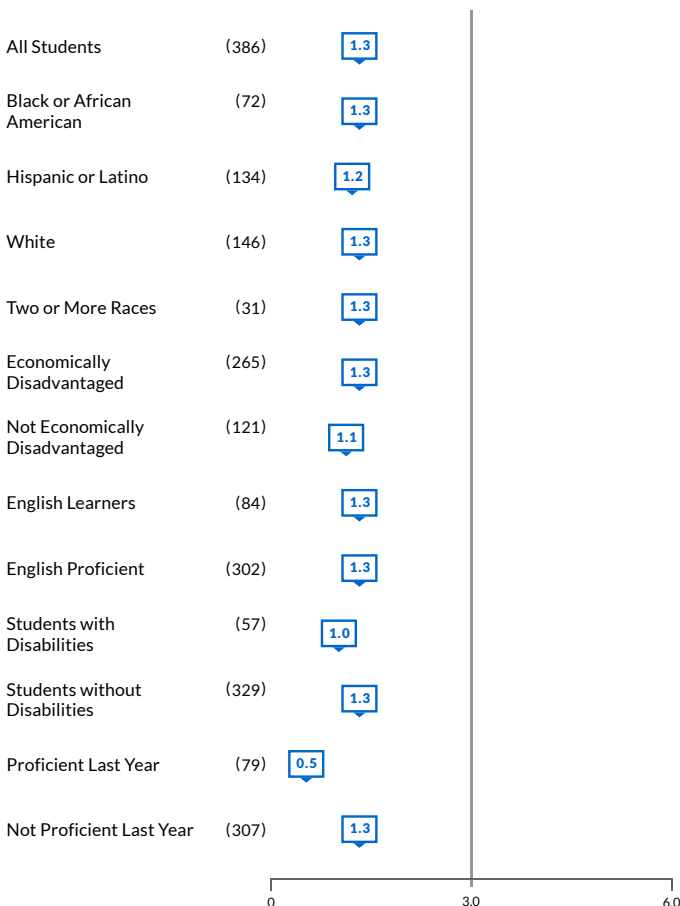 All Students (386) 1.3
Black or African
American (72) 1.3
Hispanic or Latino (134) 1.2
White (146) 1.3
Two or More Races (31) 1.3
Economically
Disadvantaged (265) 1.3
Not Economically
Disadvantaged (121) 1.1
English Learners (84) 1.3
English Proficient (302) 1.3
Students with
Disabilities (57) 1.0
Students without
Disabilities (329) 1.3
Proficient Last Year (79) 0.5
Not Proficient Last Year (307) 1.3
0 3.0 6.0